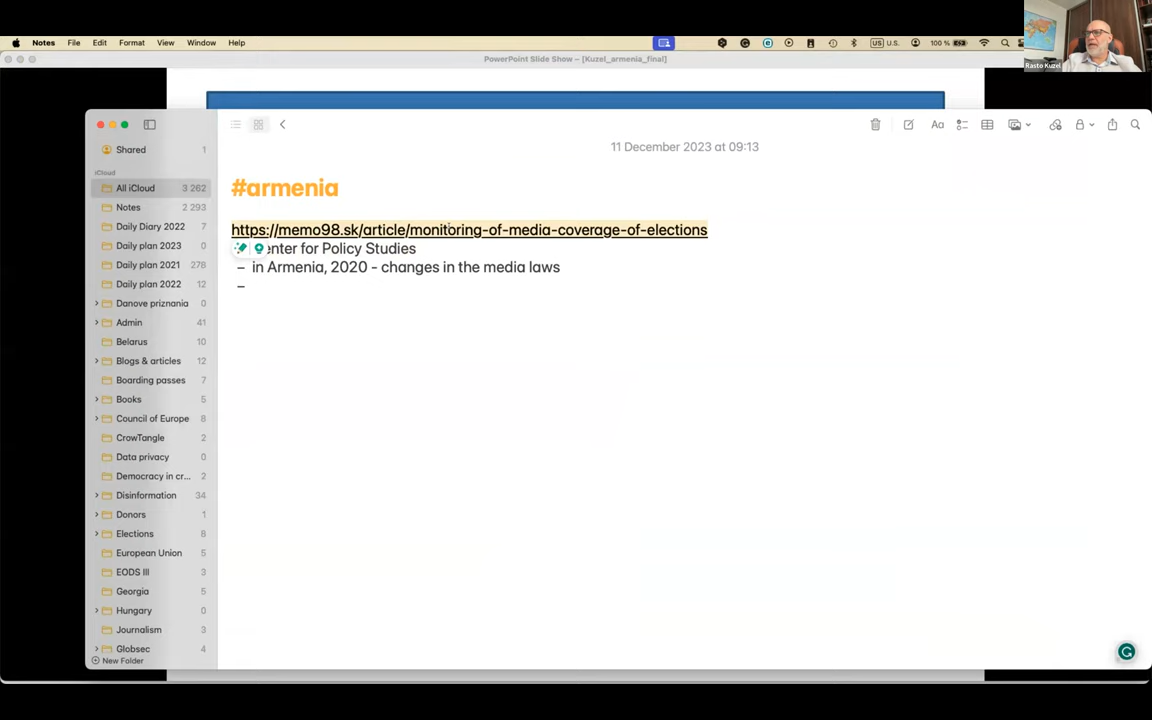 Notes File Edit Format View Window Help
US U.S. 100 %
PowerPoint Slide Show – [Kuzel_armenia_final]
Rasto Kuzel
Shared 1
iCloud
All iCloud 3 262
Notes 2 293
Daily Diary 2022 7
Daily plan 2023 0
Daily plan 2021 278
Daily plan 2022 12
Danove priznania 0
Admin 41
Belarus 10
Blogs & articles 12
Boarding passes 7
Books 5
Council of Europe 8
CrowTangle 2
Data privacy 0
Democracy in cr... 2
Disinformation 34
Donors 1
Elections 8
European Union 5
EODS III 3
Georgia 5
Hungary 0
Journalism 3
Globsec 4
New Folder
Aa
11 December 2023 at 09:13
#armenia
https://memo98.sk/article/monitoring-of-media-coverage-of-elections
enter for Policy Studies
– in Armenia, 2020 - changes in the media laws
–